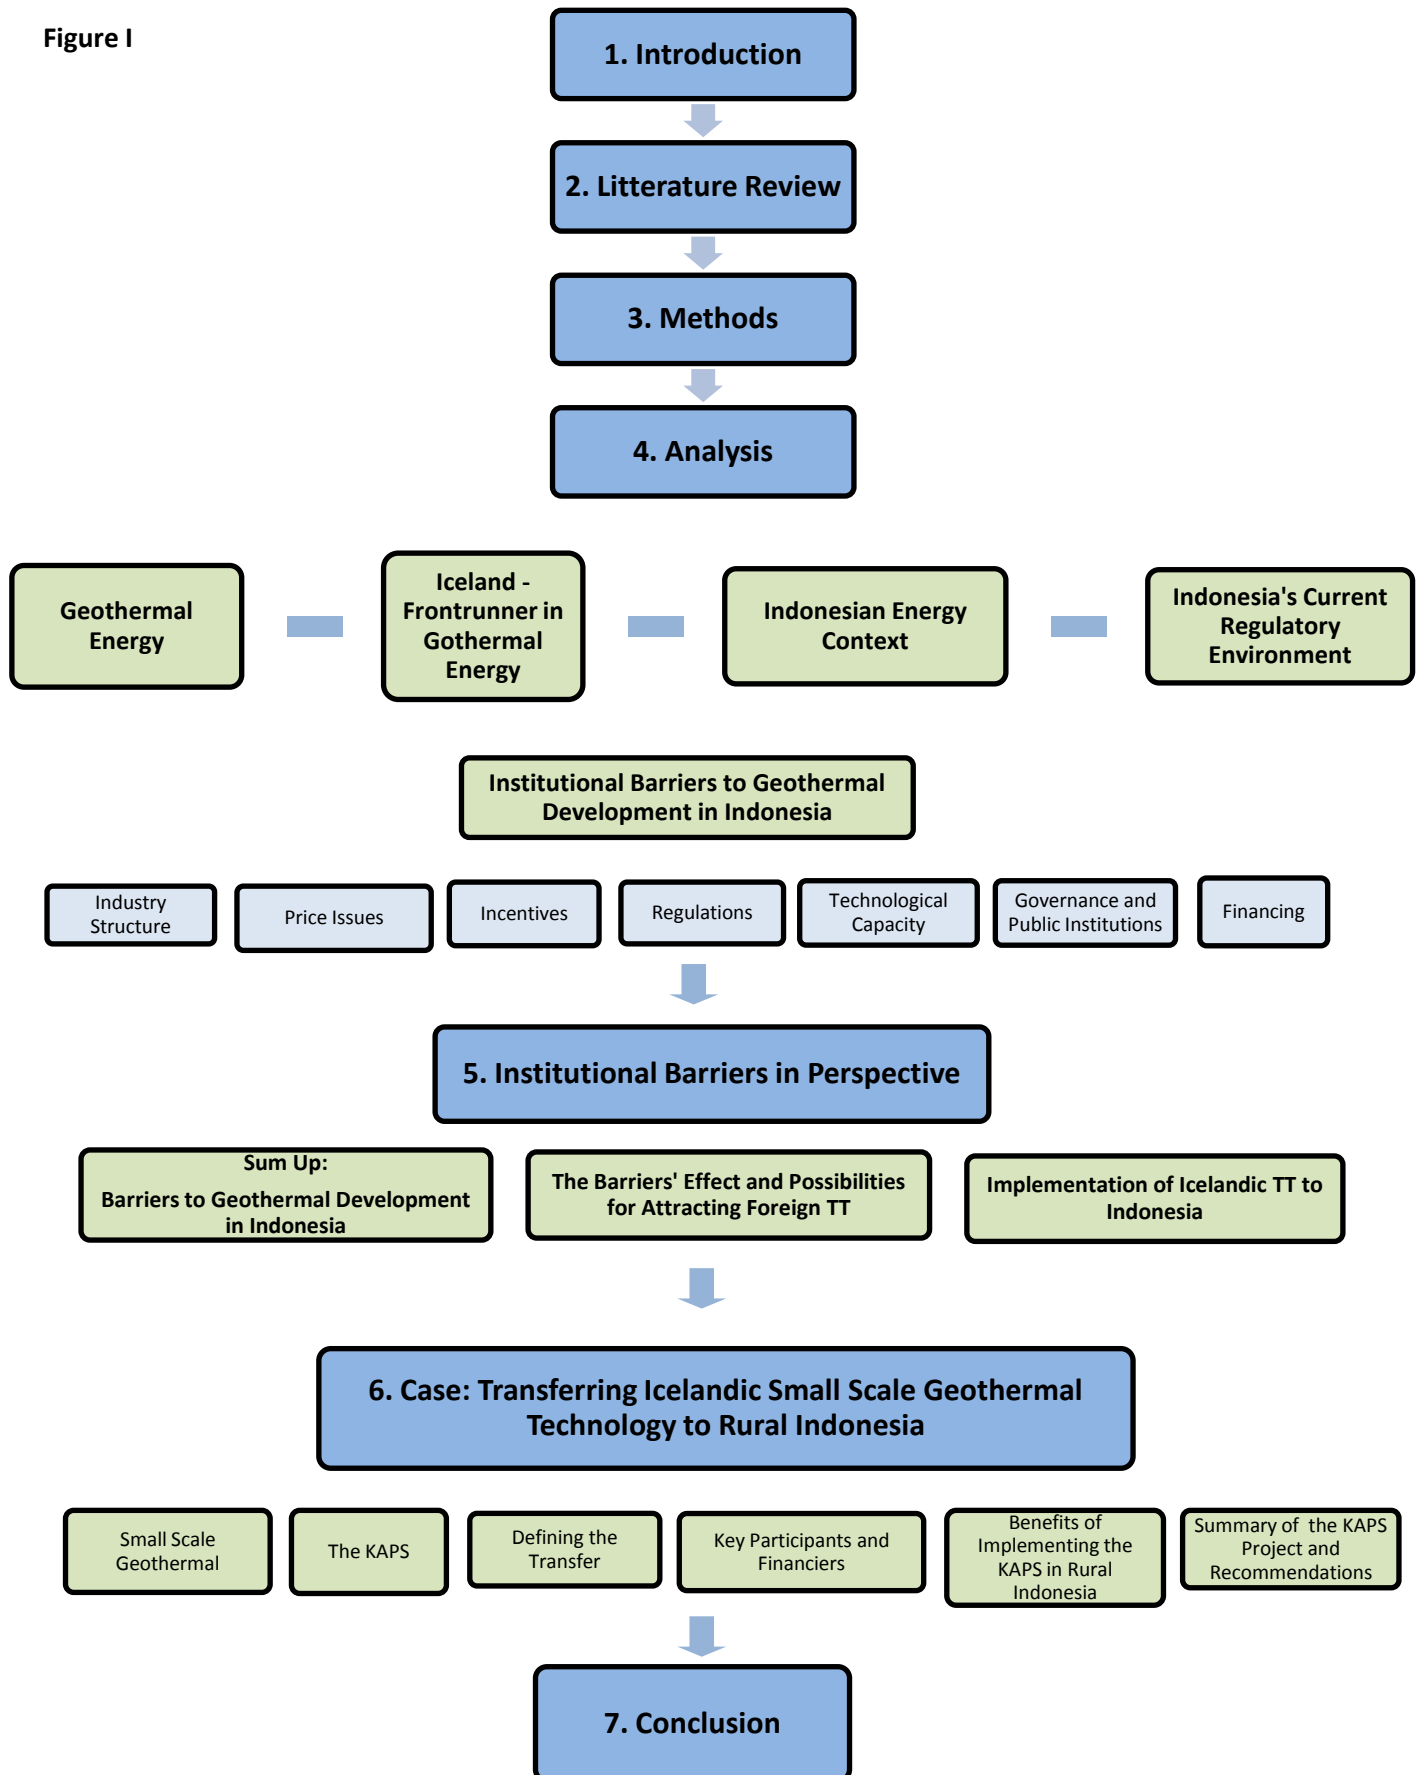 Figure I
1. Introduction
2. Litterature Review
3. Methods
4. Analysis
Geothermal
Energy
Iceland -
Frontrunner in
Gothermal
Energy
Indonesian Energy
Context
Indonesia's Current
Regulatory
Environment
Institutional Barriers to Geothermal
Development in Indonesia
Industry
Structure
Price Issues
Incentives
Regulations
Technological
Capacity
Governance and
Public Institutions
Financing
5. Institutional Barriers in Perspective
Sum Up:
Barriers to Geothermal Development
in Indonesia
The Barriers' Effect and Possibilities
for Attracting Foreign TT
Implementation of Icelandic TT to
Indonesia
6. Case: Transferring Icelandic Small Scale Geothermal
Technology to Rural Indonesia
Small Scale
Geothermal
The KAPS
Defining the
Transfer
Key Participants and
Financiers
Benefits of
Implementing the
KAPS in Rural
Indonesia
Summary of the KAPS
Project and
Recommendations
7. Conclusion